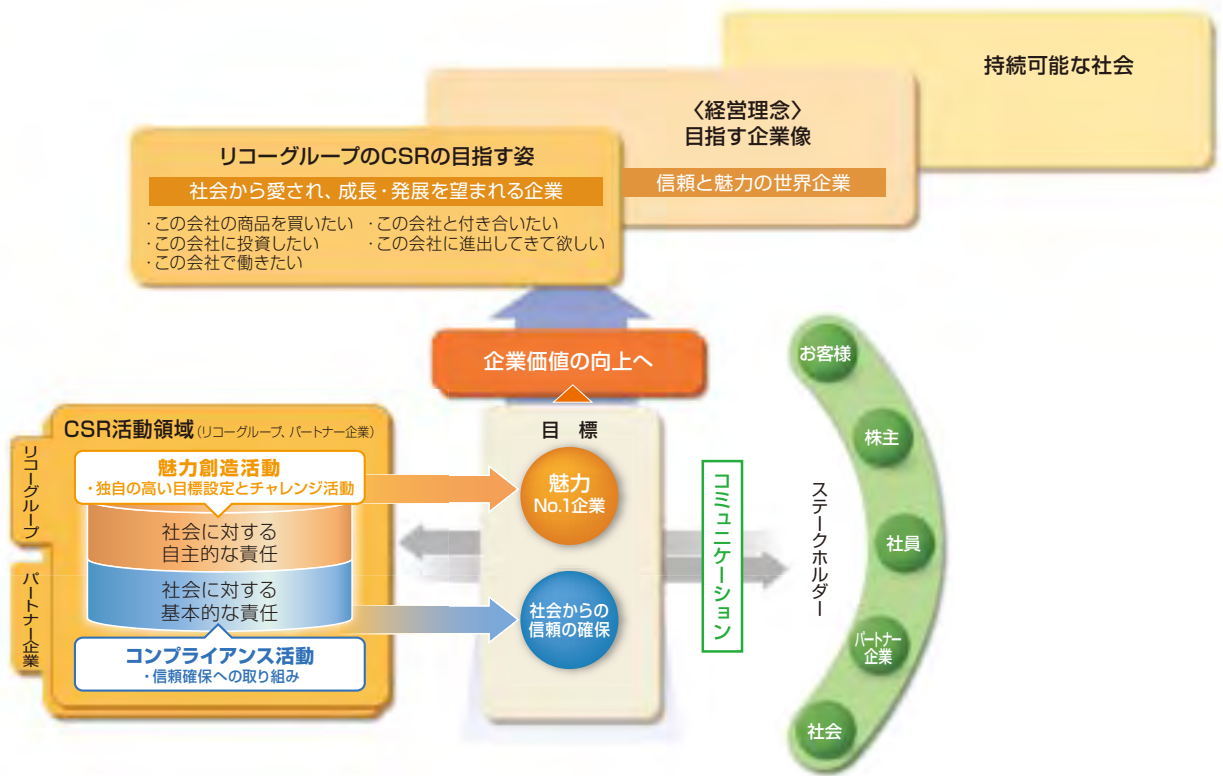 持続可能な社会
〈経営理念〉
目指す企業像
信頼と魅力の世界企業
リコーグループのCSRの目指す姿
社会から愛され、成長・発展を望まれる企業
・この会社の商品を買いたい ・この会社と付き合いたい
・この会社に投資したい ・この会社に進出してきて欲しい
・この会社で働きたい
企業価値の向上へ
CSR活動領域(リコーグループ、パートナー企業)
リコーグループ
パートナー企業
魅力創造活動
・独自の高い目標設定とチャレンジ活動
社会に対する
自主的な責任
社会に対する
基本的な責任
コンプライアンス活動
・信頼確保への取り組み
目 標
魅力
No.1企業
社会からの
信頼の確保
コミュニケーション
ステークホルダー
お客様
株主
社員
パートナー
企業
社会